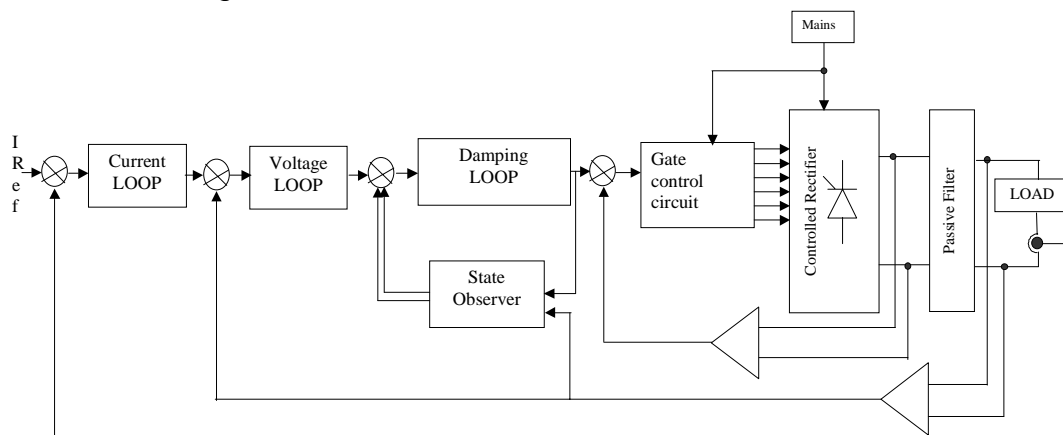 Mains
I
R
e
f
Current
LOOP
Voltage
LOOP
Damping
LOOP
State
Observer
Gate
control
circuit
Controlled Rectifier
Passive Filter
LOAD